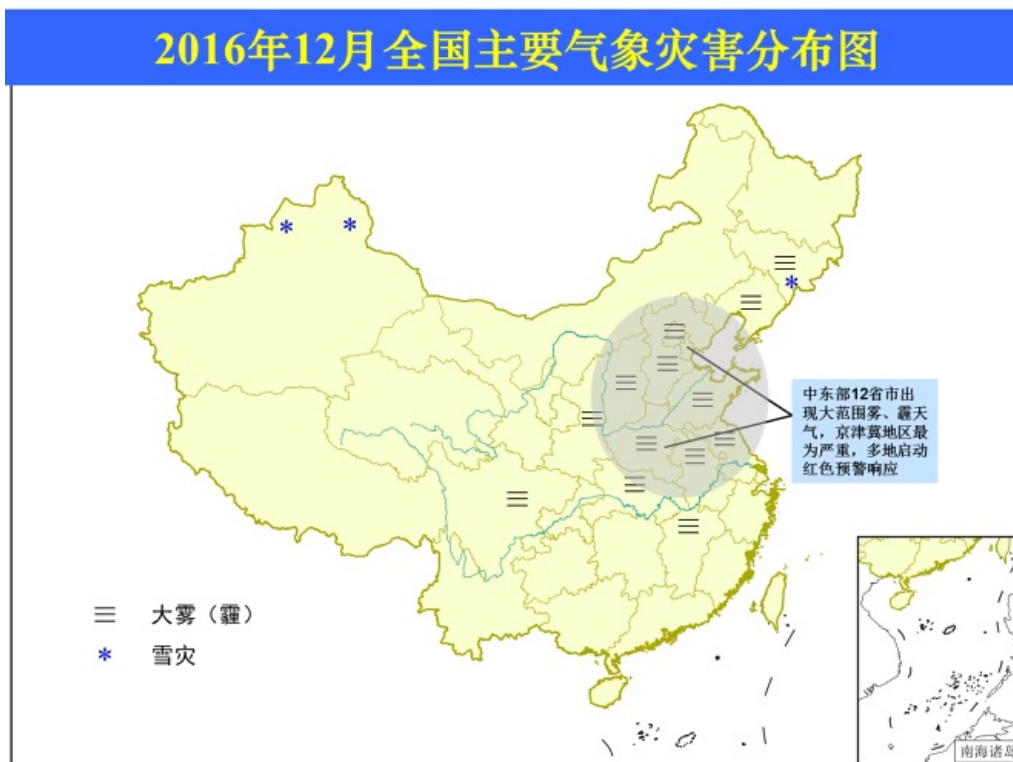 2016年12月全国主要气象灾害分布图
中东部12省市出
现大范围雾、霾天
气，京津冀地区最
为严重，多地启动
红色预警响应
大雾（霾）
雪灾
南海诸岛